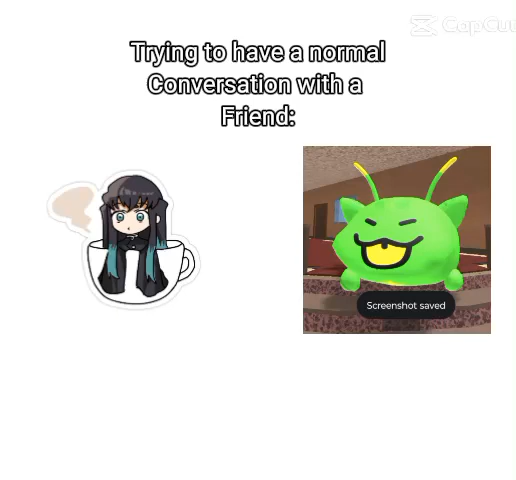 CapCut
Trying to have a normal
Conversation with a
Friend:
Screenshot saved